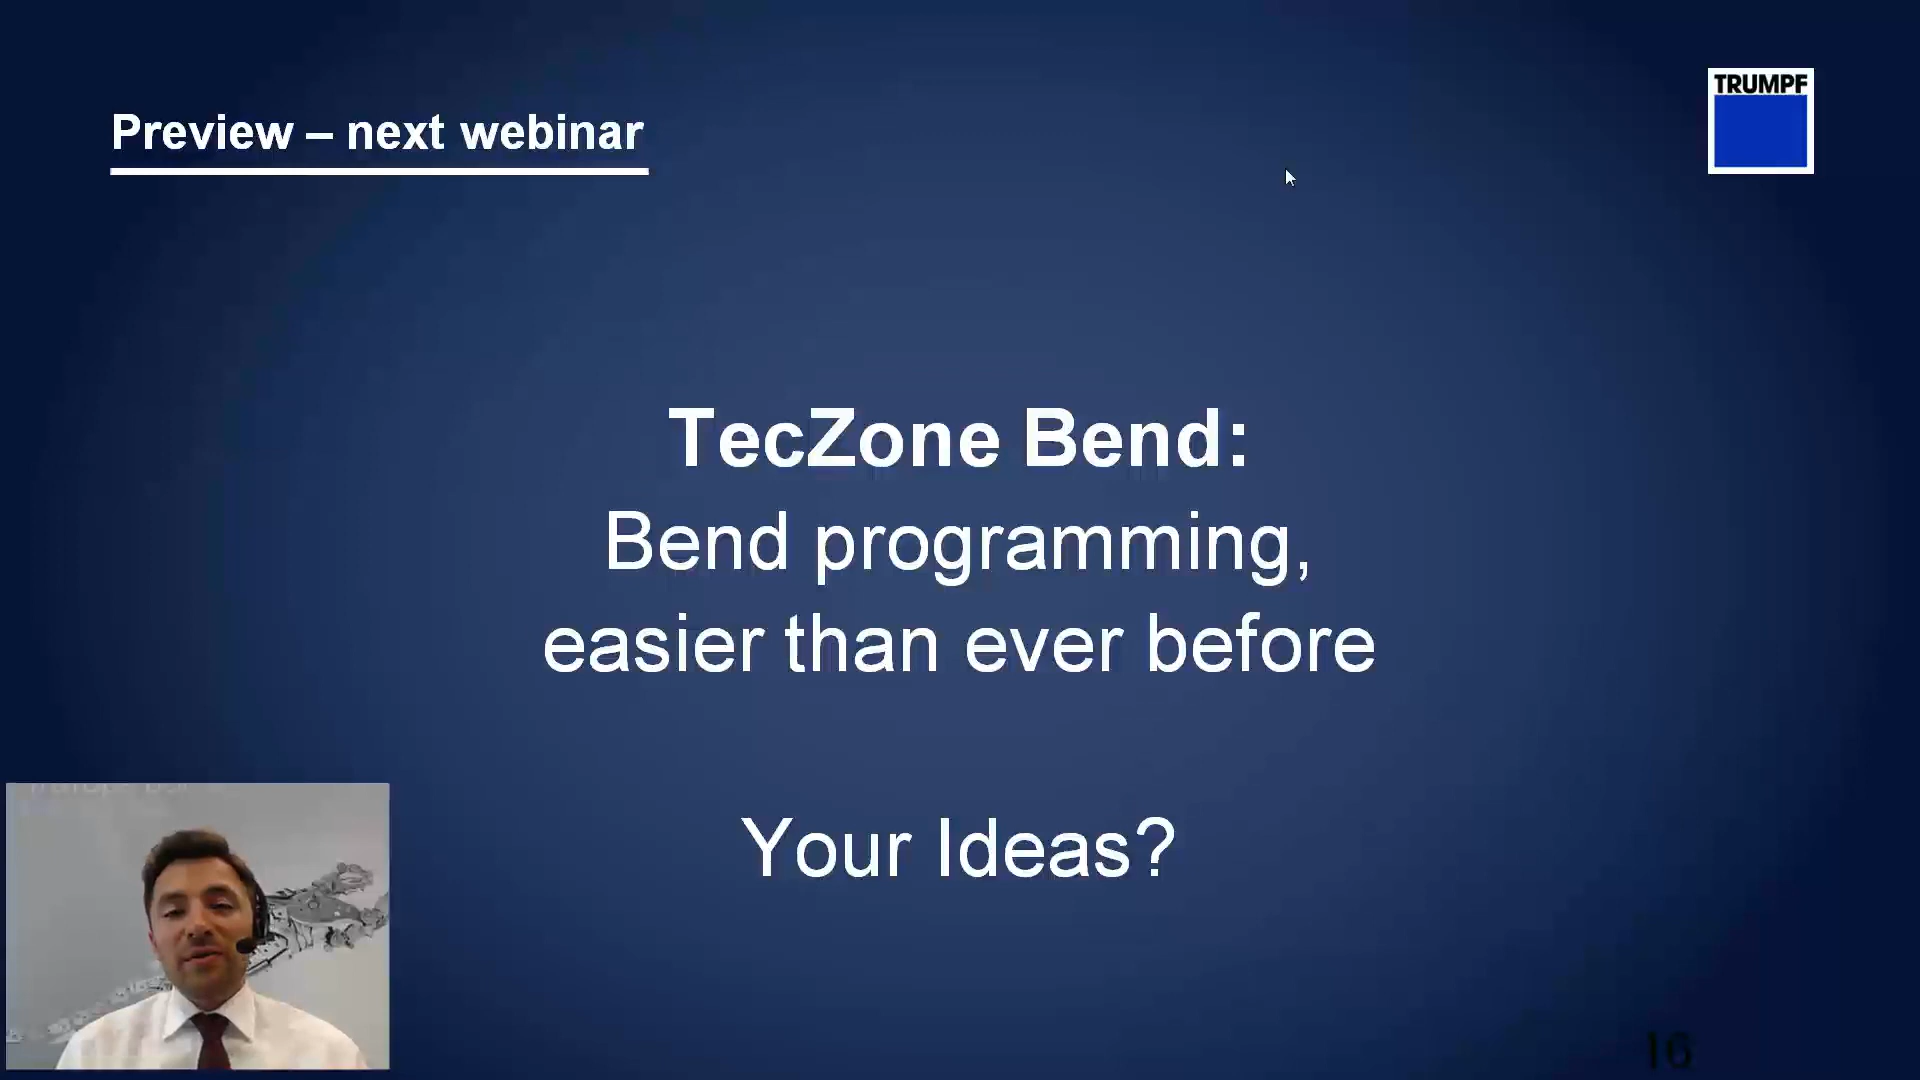 Preview – next webinar
TRUMPF
TecZone Bend:
Bend programming,
easier than ever before
Your Ideas?
16